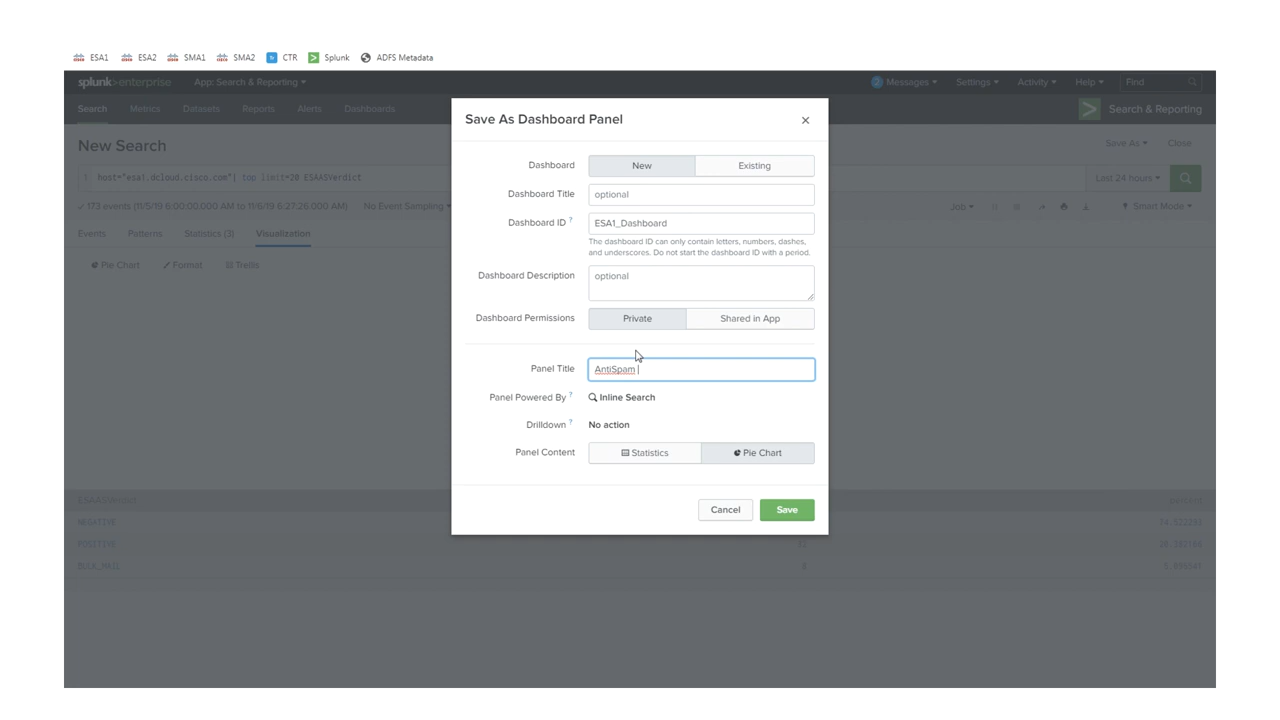 ESA1 ESA2 SMA1 SMA2 CTR Splunk ADFS Metadata
splunk>enterprise App: Search & Reporting Messages Settings Activity Help Find
Search Metrics Datasets Reports Alerts Dashboards Search & Reporting
New Search Save As Close
1 host="esa1.dcloud.cisco.com"| top limit=20 ESAASVerdict Last 24 hours
173 events (11/5/19 6:00:00.000 AM to 11/6/19 6:27:26.000 AM) No Event Sampling Job Smart Mode
Events Patterns Statistics (3) Visualization
Pie Chart Format Trellis
Save As Dashboard Panel
Dashboard New Existing
Dashboard Title optional
Dashboard ID ? ESA1_Dashboard
The dashboard ID can only contain letters, numbers, dashes,
and underscores. Do not start the dashboard ID with a period.
Dashboard Description optional
Dashboard Permissions Private Shared in App
Panel Title AntiSpam
Panel Powered By ? Inline Search
Drilldown ? No action
Panel Content Statistics Pie Chart
Cancel Save
ESAASVerdict percent
NEGATIVE
POSITIVE
BULK_MAIL